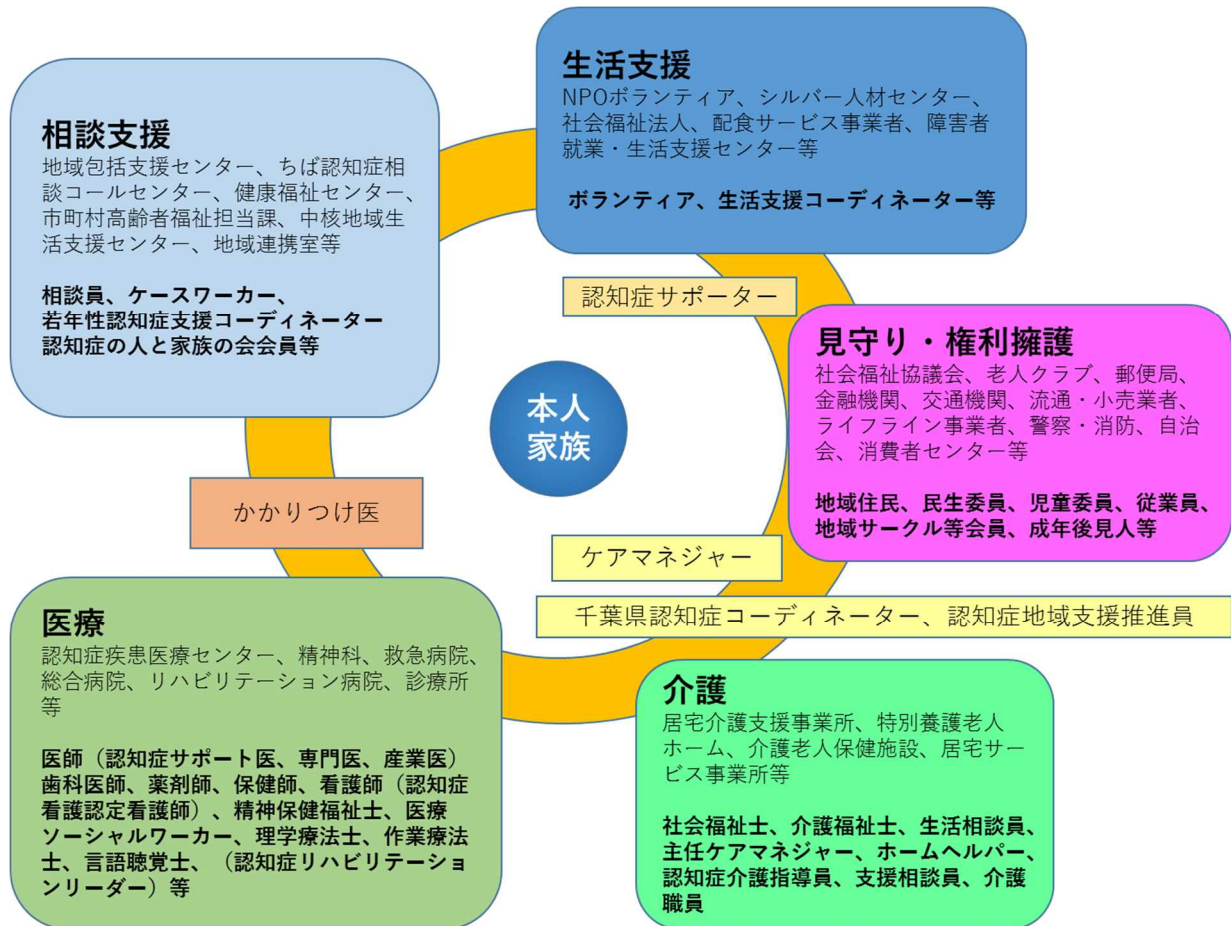 相談支援
地域包括支援センター、ちば認知症相
談コールセンター、健康福祉センター、
市町村高齢者福祉担当課、中核地域生
活支援センター、地域連携室等
相談員、ケースワーカー、
若年性認知症支援コーディネーター
認知症の人と家族の会会員等
生活支援
NPOボランティア、シルバー人材センター、
社会福祉法人、配食サービス事業者、障害者
就業・生活支援センター等
ボランティア、生活支援コーディネーター等
認知症サポーター
見守り・権利擁護
社会福祉協議会、老人クラブ、郵便局、
金融機関、交通機関、流通・小売業者、
ライフライン事業者、警察・消防、自治
会、消費者センター等
地域住民、民生委員、児童委員、従業員、
地域サークル等会員、成年後見人等
本人
家族
かかりつけ医
ケアマネジャー
千葉県認知症コーディネーター、認知症地域支援推進員
医療
認知症疾患医療センター、精神科、救急病院、
総合病院、リハビリテーション病院、診療所
等
医師（認知症サポート医、専門医、産業医）
歯科医師、薬剤師、保健師、看護師（認知症
看護認定看護師）、精神保健福祉士、医療
ソーシャルワーカー、理学療法士、作業療法
士、言語聴覚士、（認知症リハビリテーショ
ンリーダー）等
介護
居宅介護支援事業所、特別養護老人
ホーム、介護老人保健施設、居宅サー
ビス事業所等
社会福祉士、介護福祉士、生活相談員、
主任ケアマネジャー、ホームヘルパー、
認知症介護指導員、支援相談員、介護
職員